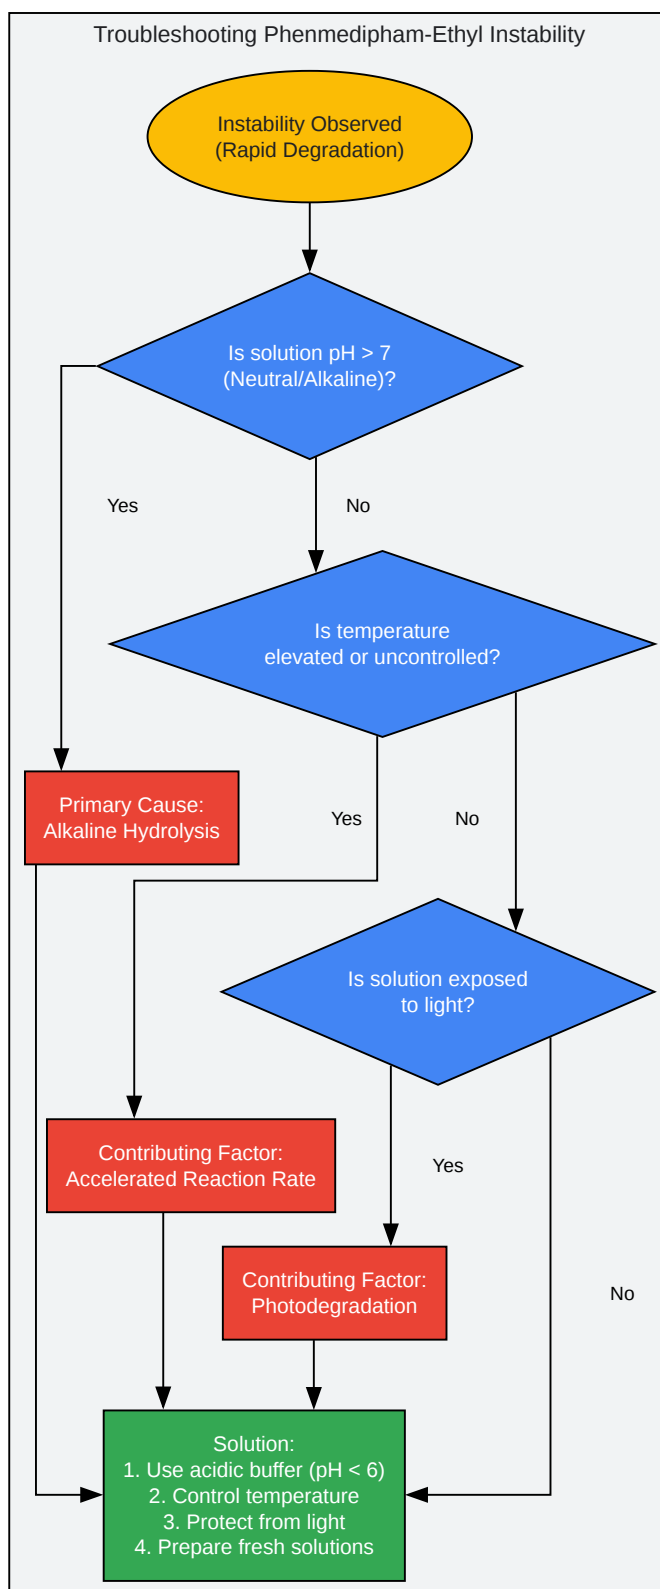 Troubleshooting Phenmedipham-Ethyl Instability
Instability Observed
(Rapid Degradation)
Is solution pH > 7
(Neutral/Alkaline)?
Yes
No
Is temperature
elevated or uncontrolled?
Primary Cause:
Alkaline Hydrolysis
Yes
No
Is solution exposed
to light?
Contributing Factor:
Accelerated Reaction Rate
Yes
Contributing Factor:
Photodegradation
No
Solution:
1. Use acidic buffer (pH < 6)
2. Control temperature
3. Protect from light
4. Prepare fresh solutions